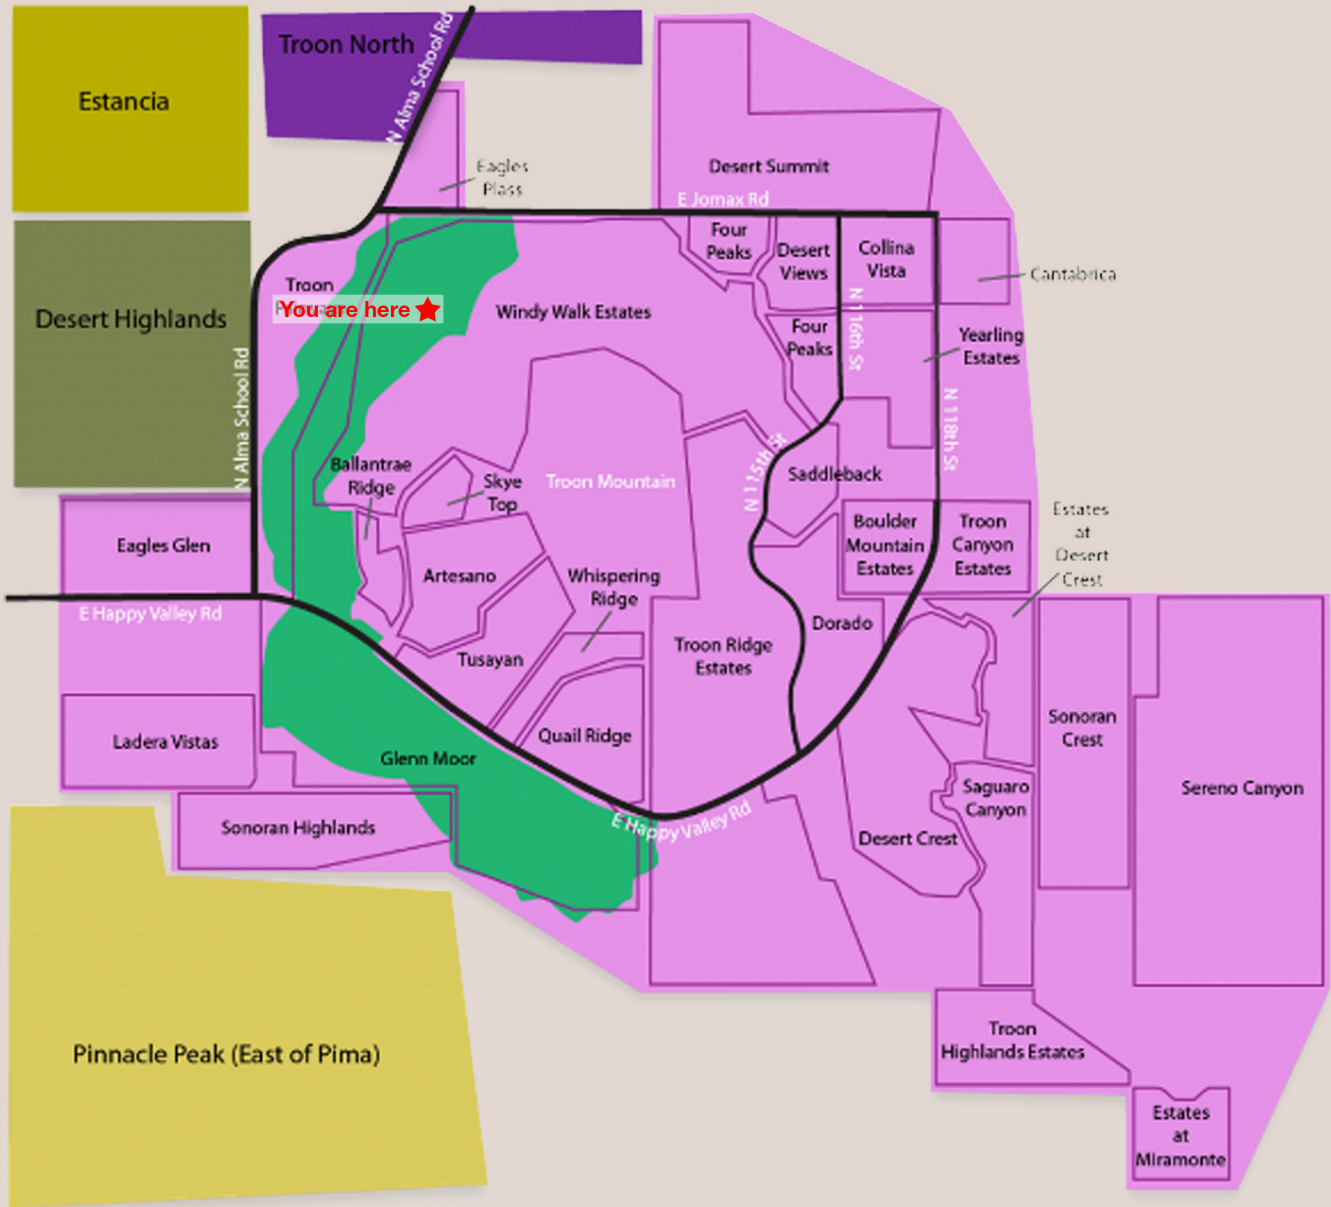 Estancia
Troon North
N Alma School Rd
Eagles
Plass
Desert Summit
E Jomax Rd
Four
Peaks
Desert
Views
Collina
Vista
Cantabrica
Desert Highlands
Troon
You are here
Windy Walk Estates
Four
Peaks
N 116th St
Yearling
Estates
N Alma School Rd
N 118th St
Ballantrae
Ridge
Skye
Top
Troon Mountain
N 115th St
Saddleback
Eagles Glen
Artesano
Whispering
Ridge
Boulder
Mountain
Estates
Troon
Canyon
Estates
Estates
at
Desert
Crest
E Happy Valley Rd
Tusayan
Troon Ridge
Estates
Dorado
Ladera Vistas
Glenn Moor
Quail Ridge
Sonoran
Crest
Sereno Canyon
Saguaro
Canyon
Sonoran Highlands
E Happy Valley Rd
Desert Crest
Pinnacle Peak (East of Pima)
Troon
Highlands Estates
Estates
at
Miramonte